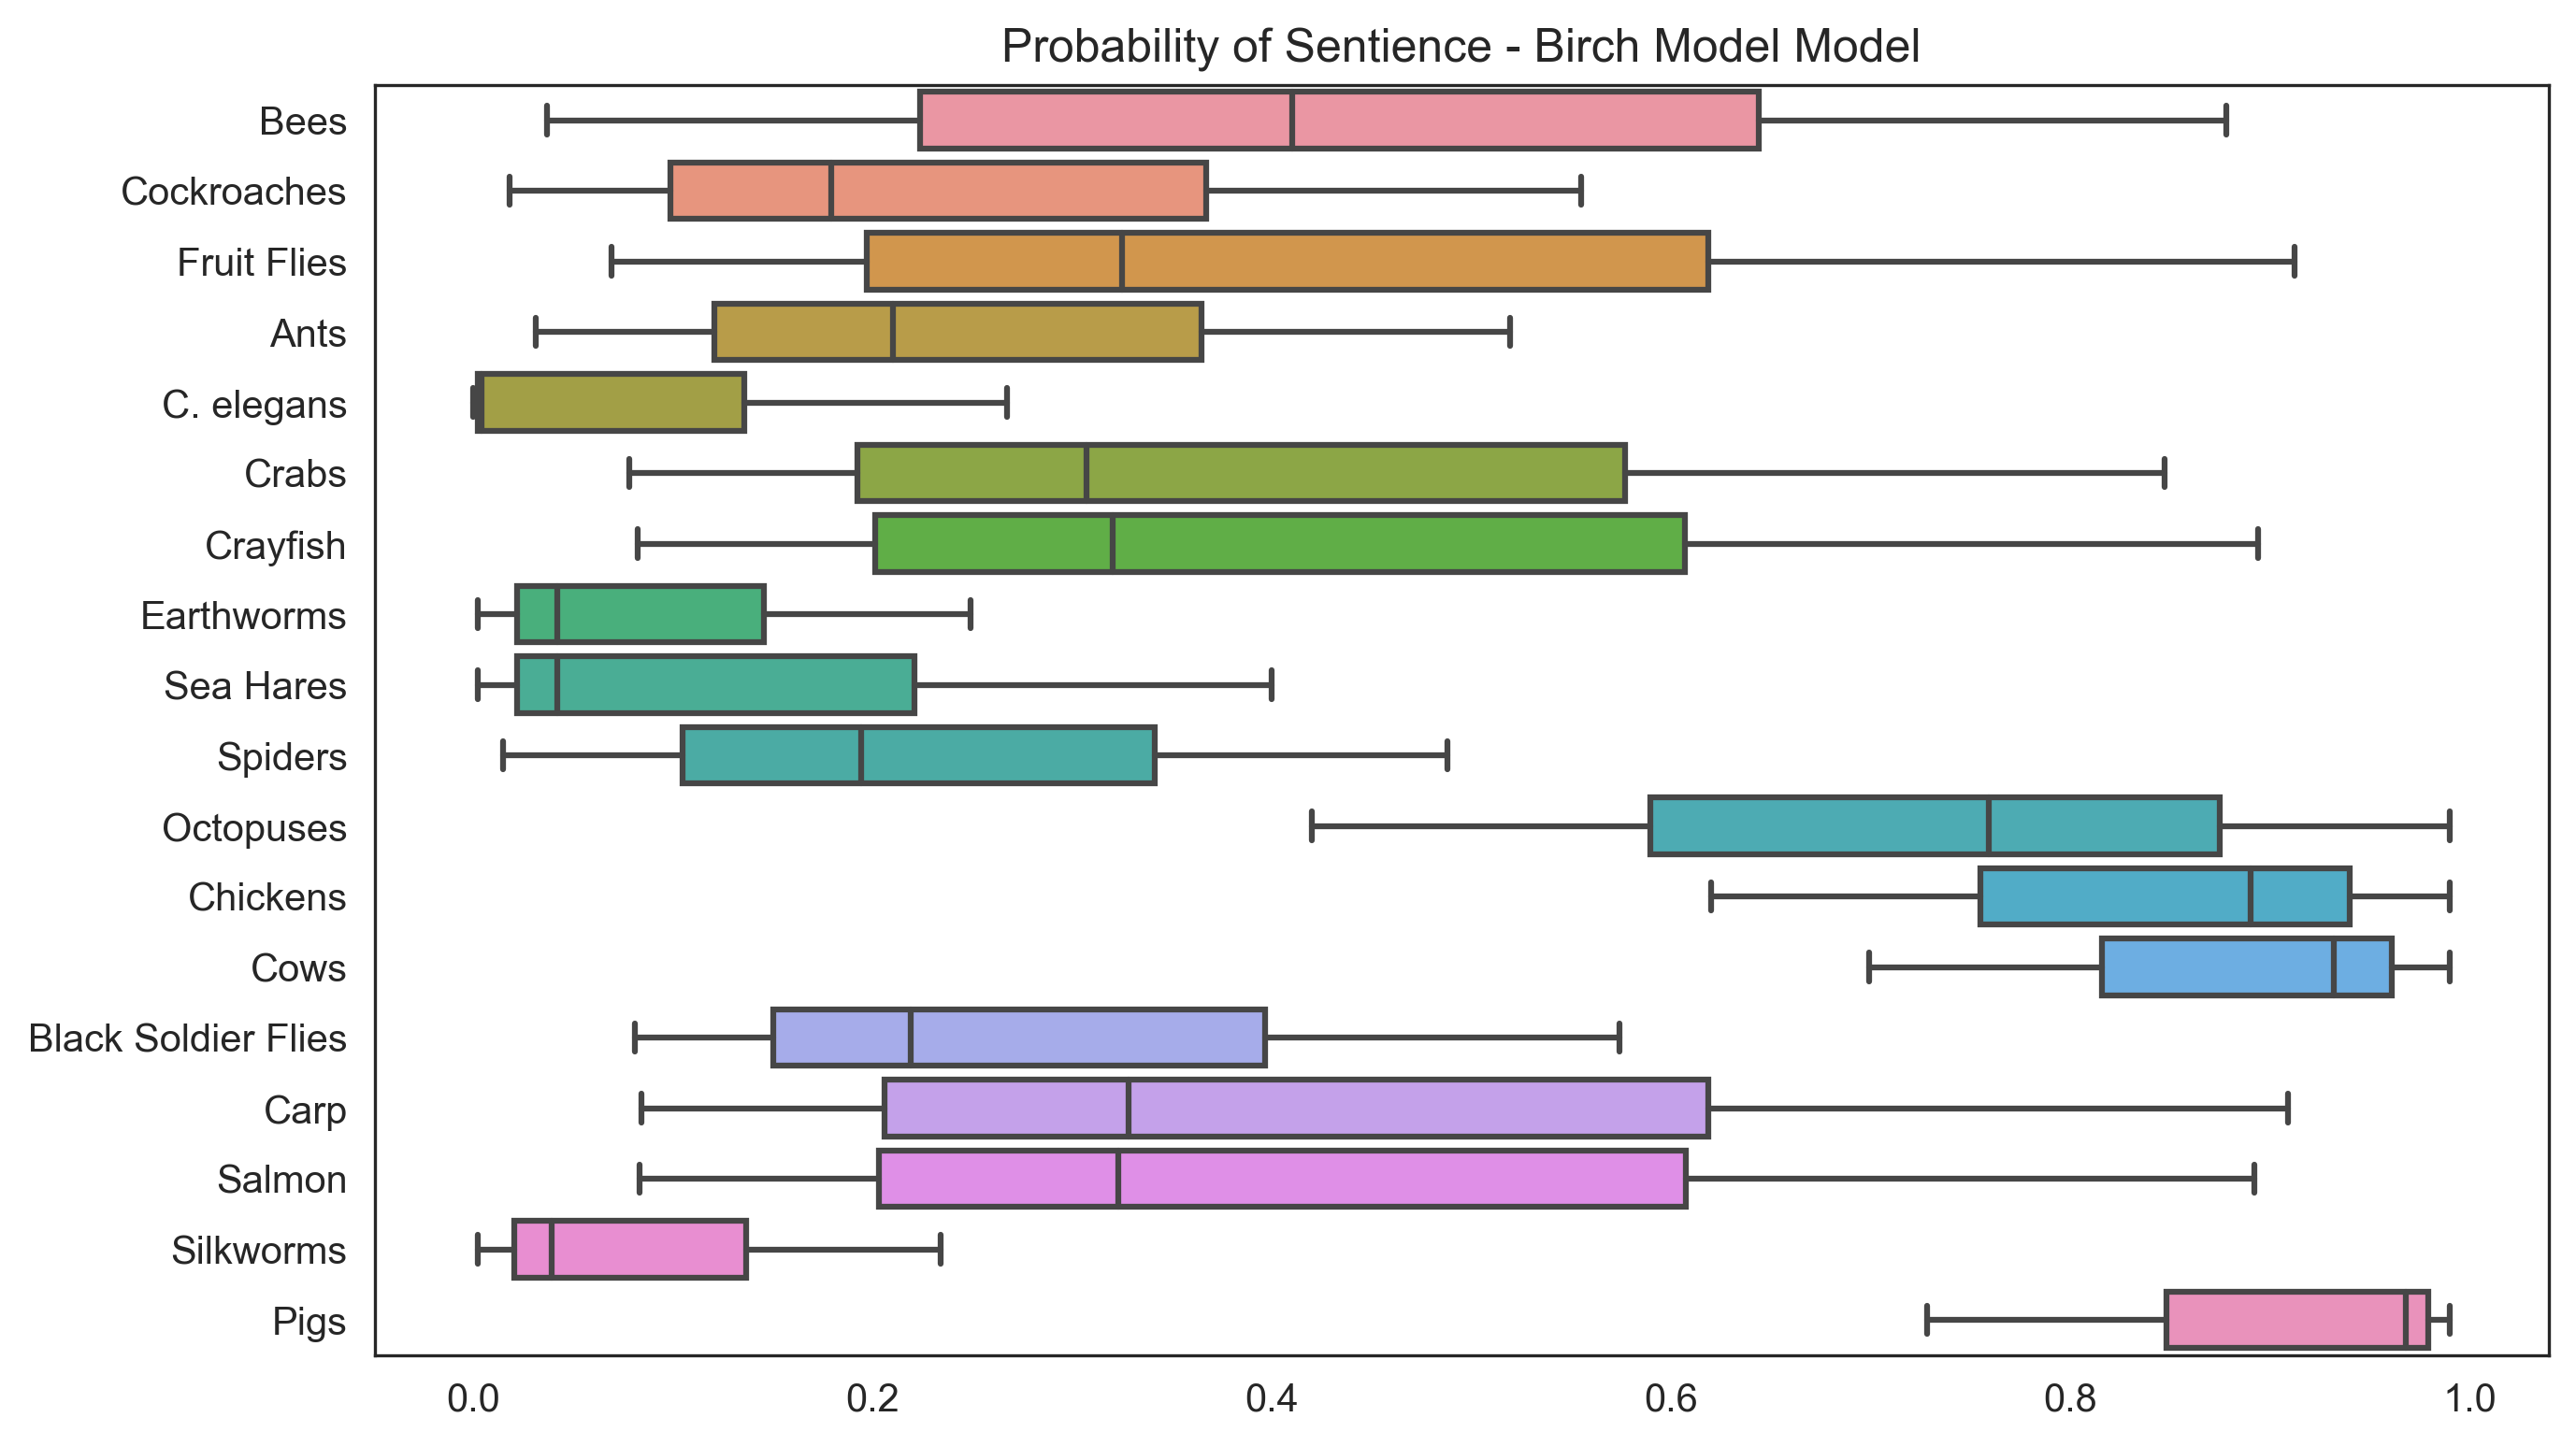 Probability of Sentience - Birch Model Model
Bees
Cockroaches
Fruit Flies
Ants
C. elegans
Crabs
Crayfish
Earthworms
Sea Hares
Spiders
Octopuses
Chickens
Cows
Black Soldier Flies
Carp
Salmon
Silkworms
Pigs
0.0 0.2 0.4 0.6 0.8 1.0